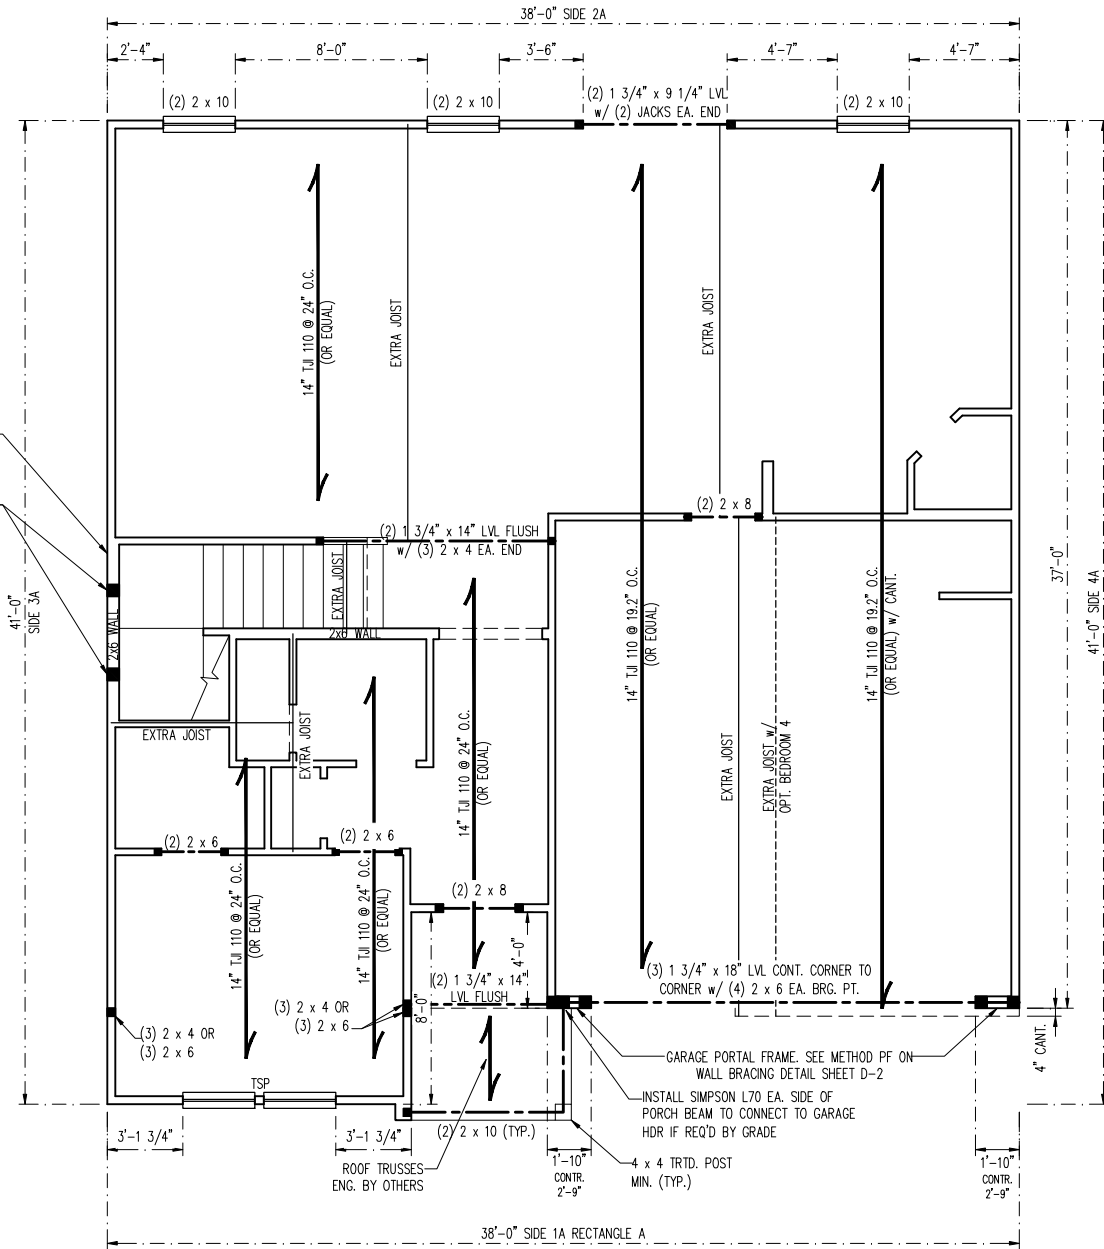 38'-0" SIDE 2A
2'-4"
8'-0"
3'-6"
4'-7"
4'-7"
(2) 2 x 10
(2) 2 x 10
(2) 1 3/4" x 9 1/4" LVL
w/ (2) JACKS EA. END
(2) 2 x 10
14" TJI 110 @ 24" O.C.
(OR EQUAL)
EXTRA JOIST
EXTRA JOIST
41'-0"
SIDE 3A
37'-0"
41'-0" SIDE 4A
(2) 2 x 8
(2) 1 3/4" x 14" LVL FLUSH
w/ (3) 2 x 4 EA. END
EXTRA JOIST
2x6 WALL
2x6 WALL
14" TJI 110 @ 19.2" O.C.
(OR EQUAL)
14" TJI 110 @ 19.2" O.C.
(OR EQUAL) w/ CANT.
EXTRA JOIST
EXTRA JOIST
14" TJI 110 @ 24" O.C.
(OR EQUAL)
EXTRA JOIST
EXTRA JOIST w/
OPT. BEDROOM 4
(2) 2 x 6
(2) 2 x 6
14" TJI 110 @ 24" O.C.
(OR EQUAL)
14" TJI 110 @ 24" O.C.
(OR EQUAL)
(2) 2 x 8
4'-0"
8'-0"
(2) 1 3/4" x 14"
LVL FLUSH
(3) 1 3/4" x 18" LVL CONT. CORNER TO
CORNER w/ (4) 2 x 6 EA. BRG. PT.
(3) 2 x 4 OR
(3) 2 x 6
(3) 2 x 4 OR
(3) 2 x 6
4" CANT.
GARAGE PORTAL FRAME. SEE METHOD PF ON
WALL BRACING DETAIL SHEET D-2
TSP
INSTALL SIMPSON L70 EA. SIDE OF
PORCH BEAM TO CONNECT TO GARAGE
HDR IF REQ'D BY GRADE
3'-1 3/4"
3'-1 3/4"
(2) 2 x 10 (TYP.)
ROOF TRUSSES
ENG. BY OTHERS
1'-10"
CONTR.
2'-9"
4 x 4 TRTD. POST
MIN. (TYP.)
1'-10"
CONTR.
2'-9"
38'-0" SIDE 1A RECTANGLE A